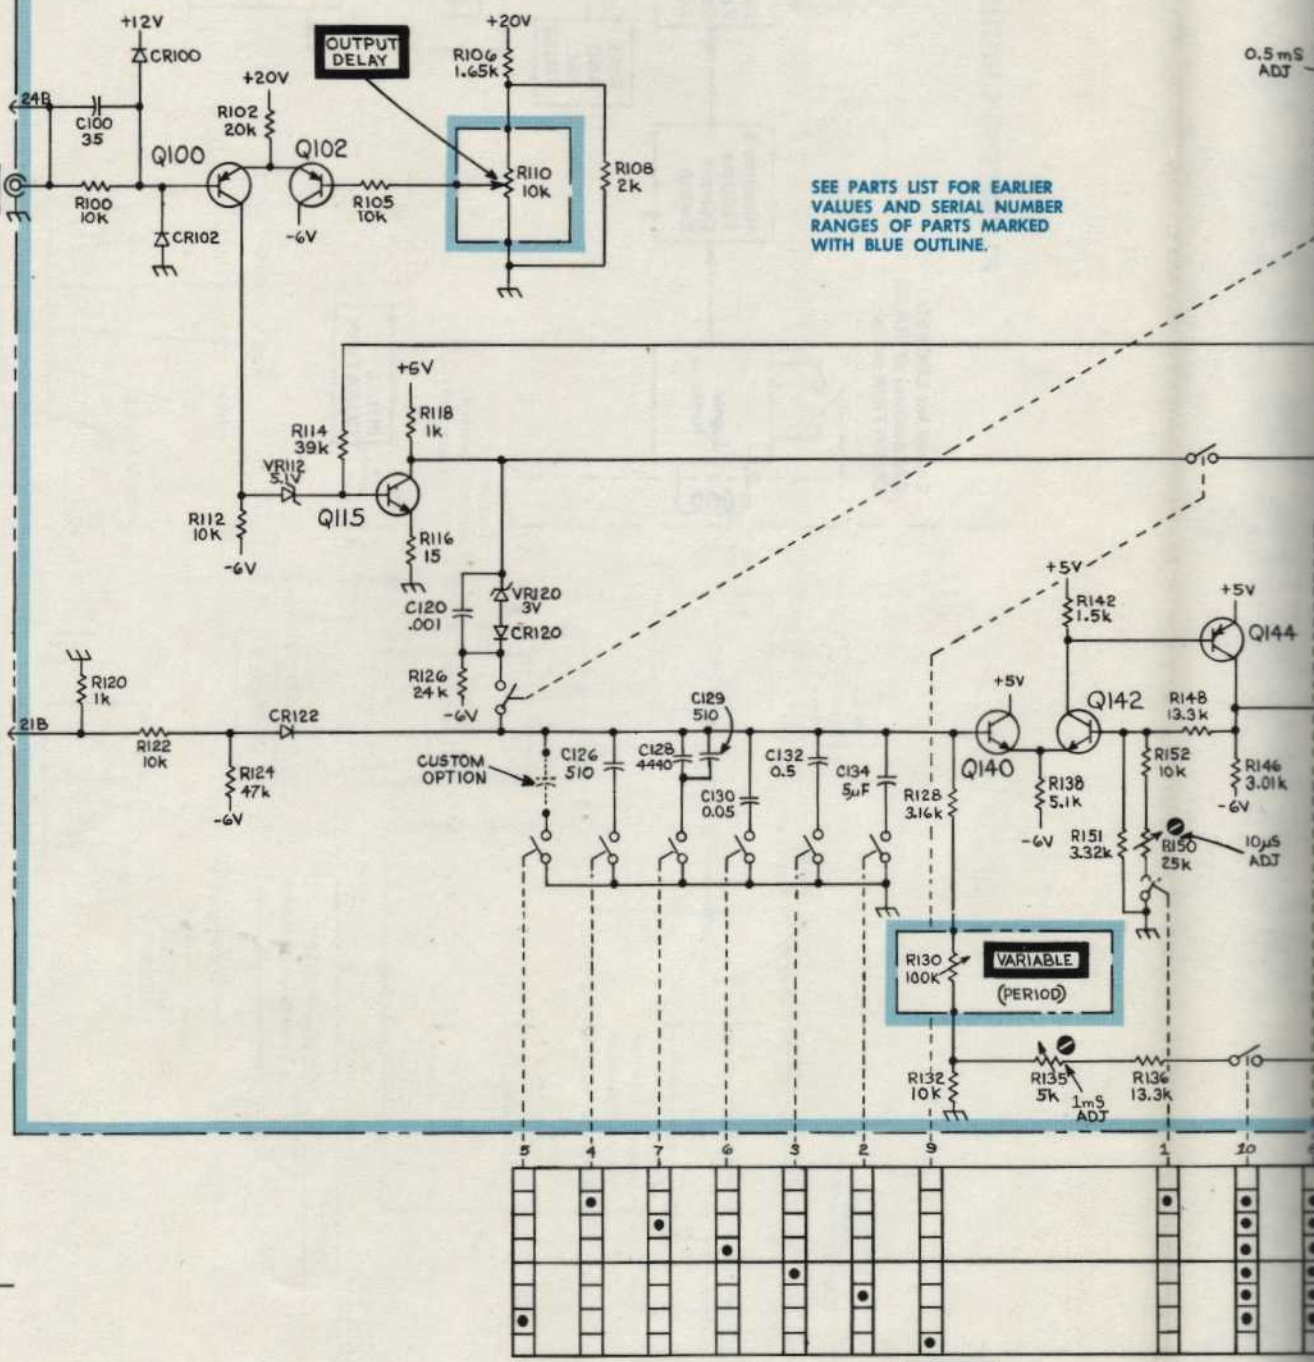 +12V
CR100
24B
C100
35
R100
10K
CR102
Q100
+20V
R102
20k
Q102
-6V
R105
10K
OUTPUT
DELAY
+20V
R106
1.65k
R110
10K
R108
2k
0.5mS
ADJ
SEE PARTS LIST FOR EARLIER
VALUES AND SERIAL NUMBER
RANGES OF PARTS MARKED
WITH BLUE OUTLINE.
R114
39k
VR112
5.1V
R112
10K
-6V
Q115
R118
1k
R116
15
C120
.001
VR120
3V
CR120
R126
24k
-6V
R120
1k
21B
R122
10k
R124
47k
-6V
CR122
CUSTOM
OPTION
C126
510
C128
4440
C129
510
C130
0.05
C132
0.5
C134
5µF
R128
3.16k
+5V
Q140
R138
5.1k
-6V
+5V
R142
1.5k
Q142
+5V
Q144
R148
13.3k
R152
10k
R146
3.01k
-6V
R151
3.32k
R150
25k
10µS
ADJ
R130
100K
VARIABLE
(PERIOD)
R132
10K
R135
5k
1mS
ADJ
R136
13.3k
5 4 7 6 3 2 9 1 10